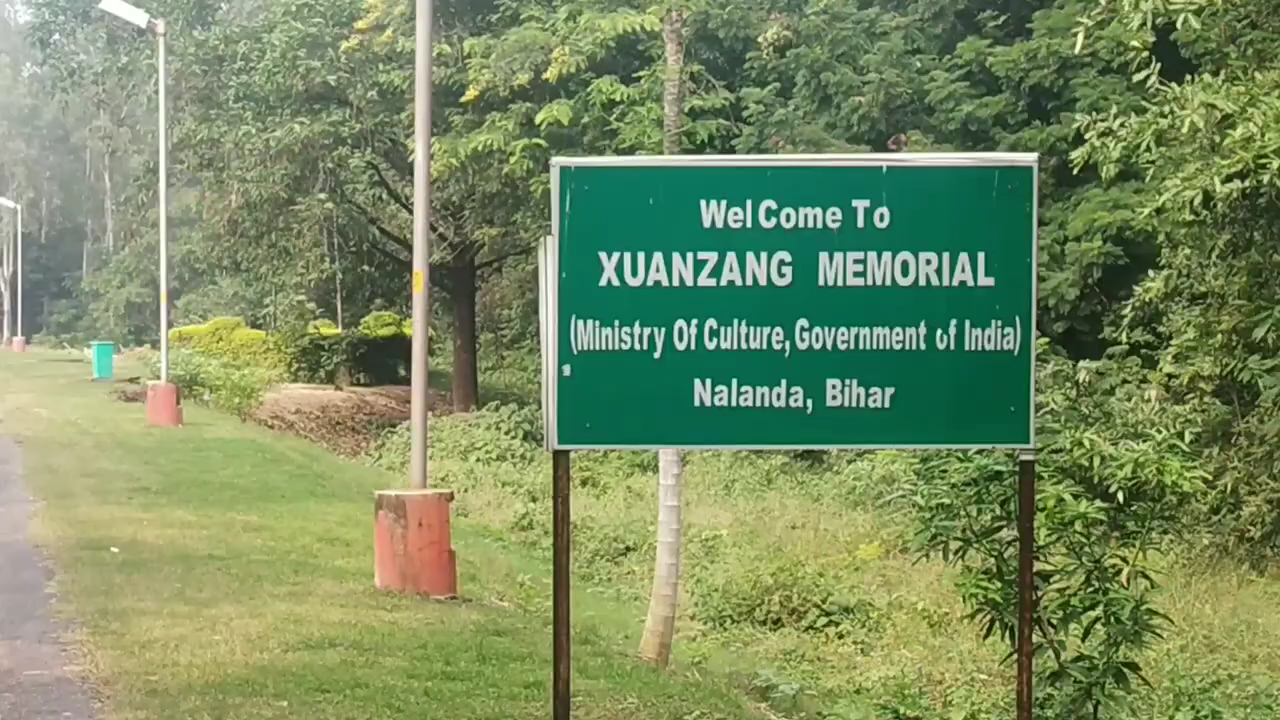 Wel Come To
XUANZANG MEMORIAL
(Ministry Of Culture, Government of India)
Nalanda, Bihar